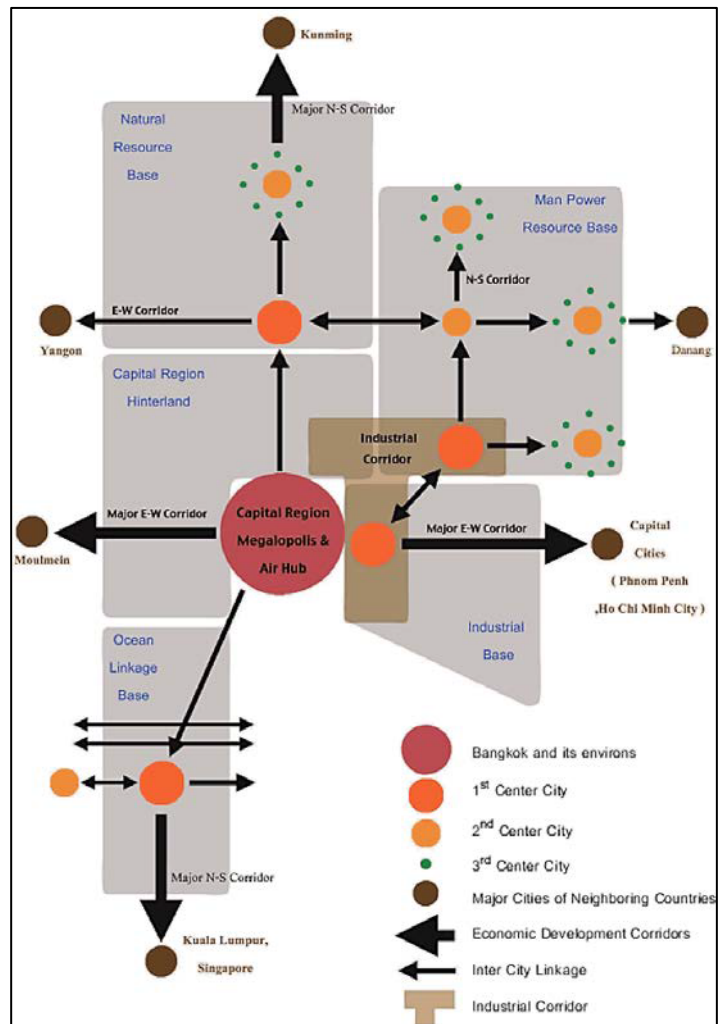 Kunming
Major N-S Corridor
Natural
Resource
Base
Man Power
Resource Base
N-S Corridor
E-W Corridor
Yangon
Danang
Capital Region
Hinterland
Industrial
Corridor
Major E-W Corridor
Moulmein
Capital Region
Megalopolis &
Air Hub
Major E-W Corridor
Capital
Cities
( Phnom Penh
,Ho Chi Minh City )
Ocean
Linkage
Base
Industrial
Base
Major N-S Corridor
Kuala Lumpur,
Singapore
Bangkok and its environs
1st Center City
2nd Center City
3rd Center City
Major Cities of Neighboring Countries
Economic Development Corridors
Inter City Linkage
Industrial Corridor